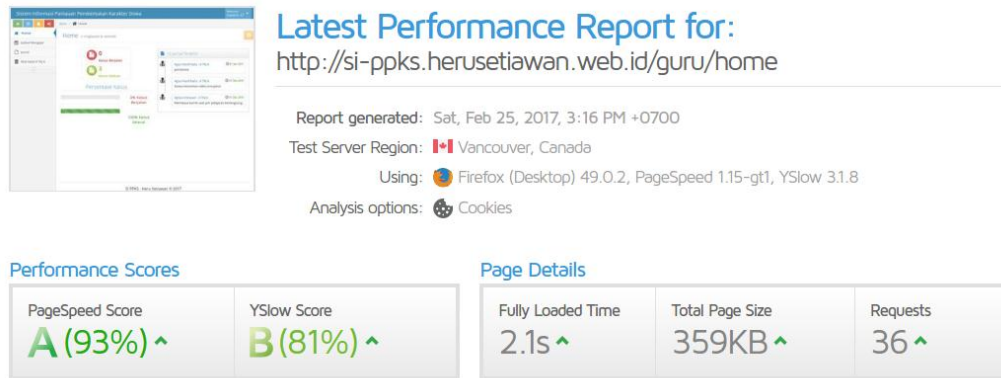 Latest Performance Report for:
http://si-ppks.herusetiawan.web.id/guru/home
Report generated: Sat, Feb 25, 2017, 3:16 PM +0700
Test Server Region: Vancouver, Canada
Using: Firefox (Desktop) 49.0.2, PageSpeed 1.15-gt1, YSlow 3.1.8
Analysis options: Cookies
Home
Performance Scores
Page Details
PageSpeed Score
A (93%)
YSlow Score
B (81%)
Fully Loaded Time
2.1s
Total Page Size
359KB
Requests
36